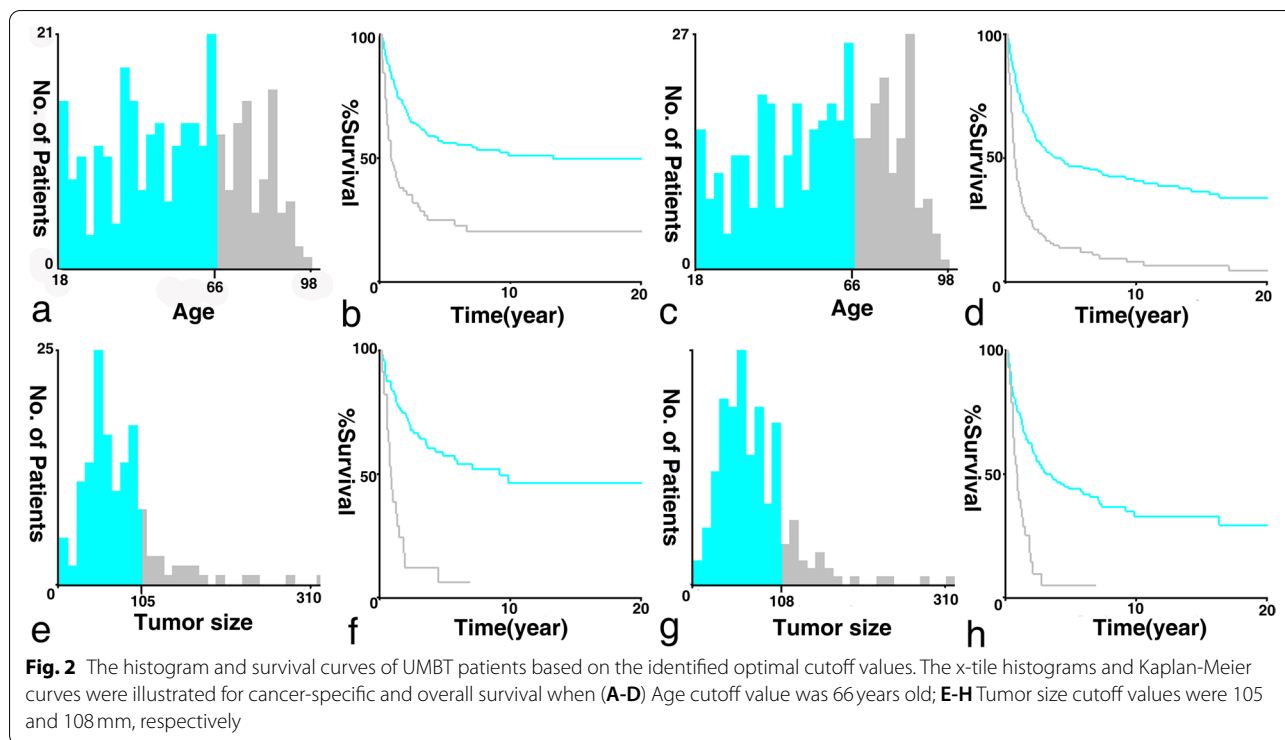 21
No. of Patients
0
18
66
98
Age
a
100
%Survival
50
0
10
20
Time(year)
b
27
No. of Patients
0
18
66
98
Age
c
100
%Survival
50
0
10
20
Time(year)
d
25
No. of Patients
0
105
310
Tumor size
e
100
%Survival
50
0
10
20
Time(year)
f
No. of Patients
0
108
310
Tumor size
g
100
%Survival
50
0
10
20
Time(year)
h
Fig. 2 The histogram and survival curves of UMBT patients based on the identified optimal cutoff values. The x-tile histograms and Kaplan-Meier
curves were illustrated for cancer-specific and overall survival when (A-D) Age cutoff value was 66 years old; E-H Tumor size cutoff values were 105
and 108 mm, respectively